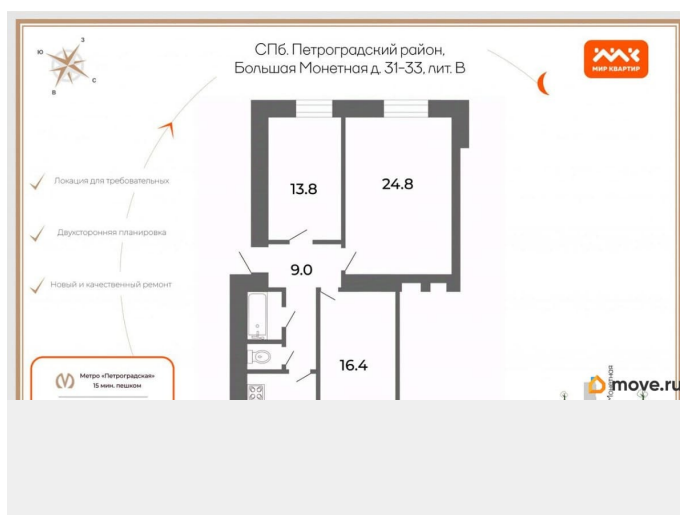 Ю
З
С
В
СПб. Петроградский район,
Большая Монетная д. 31-33, лит. В
МИР КВАРТИР
Локация для требовательных
Двухсторонняя планировка
Новый и качественный ремонт
13.8
24.8
9.0
16.4
Метро «Петроградская»
15 мин. пешком
Монетная
move.ru